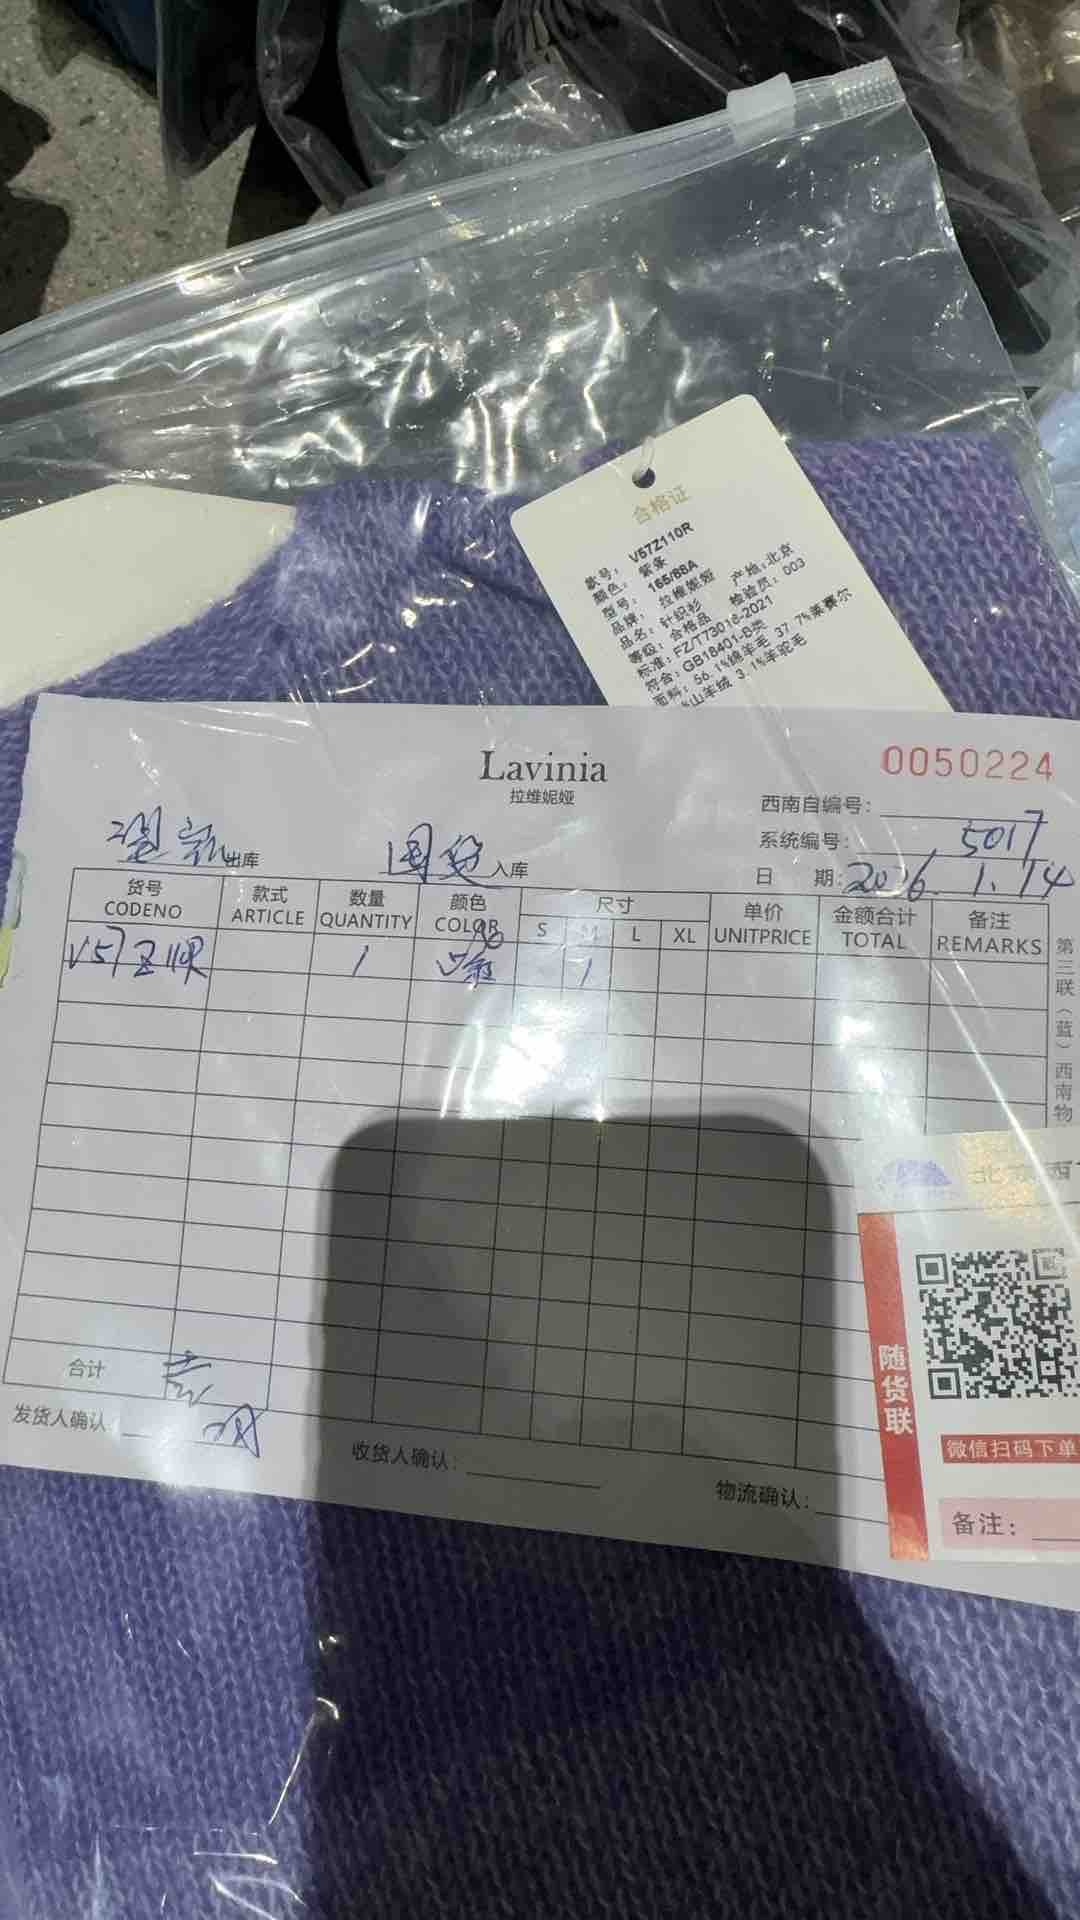 合格证
款号： V57Z110R
颜色： 紫条
型号： 165/88A
品牌： 拉维妮娅 产地：北京
品名：针织衫 检验员：003
等级：合格品
标准：FZ/T73018-2021
符合：GB18401-B类
面料：56.1%绵羊毛 37.7%莱赛尔
%山羊绒 3.1%羊驼毛
Lavinia
拉维妮娅
0050224
西南自编号：
系统编号： 5017
出库 国贸 入库
日 期：2026.1.14
货号 CODENO 款式 ARTICLE 数量 QUANTITY 颜色 COLOR 尺寸 S M L XL 单价 UNITPRICE 金额合计 TOTAL 备注 REMARKS
V57Z110R 1 1
第三联（蓝）西南物
合计
发货人确认
收货人确认：
物流确认：
随货联
微信扫码下单
备注：